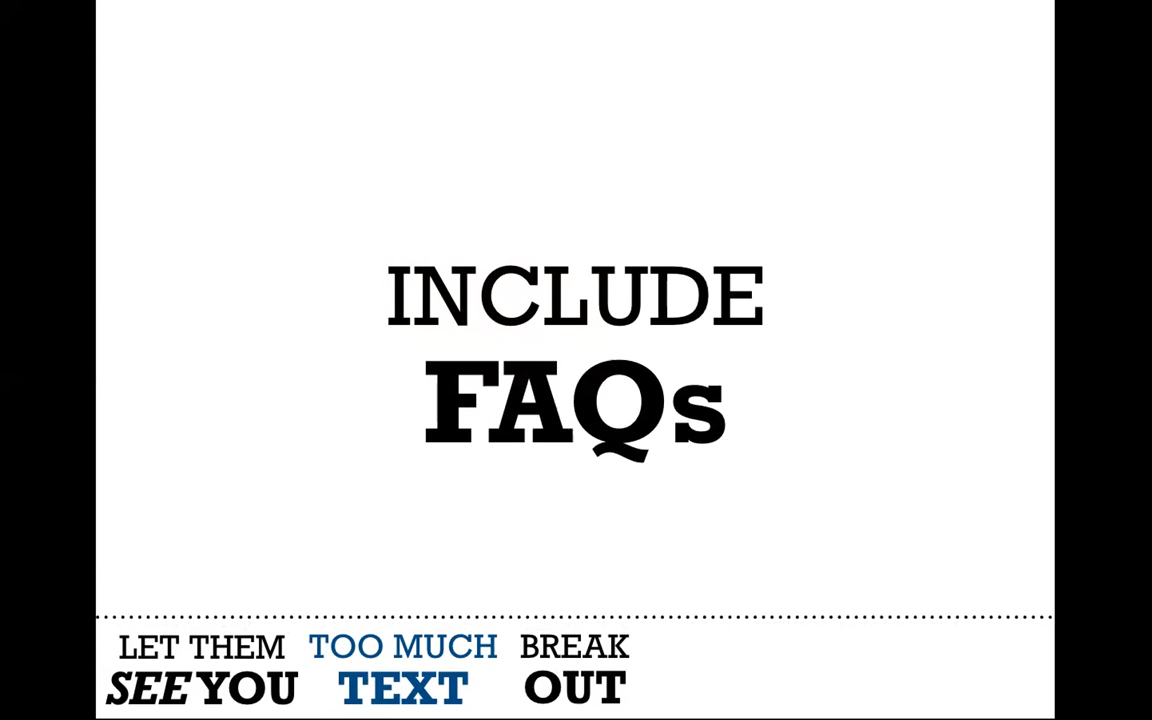 INCLUDE
FAQs
LET THEM
SEE YOU
TOO MUCH
TEXT
BREAK
OUT